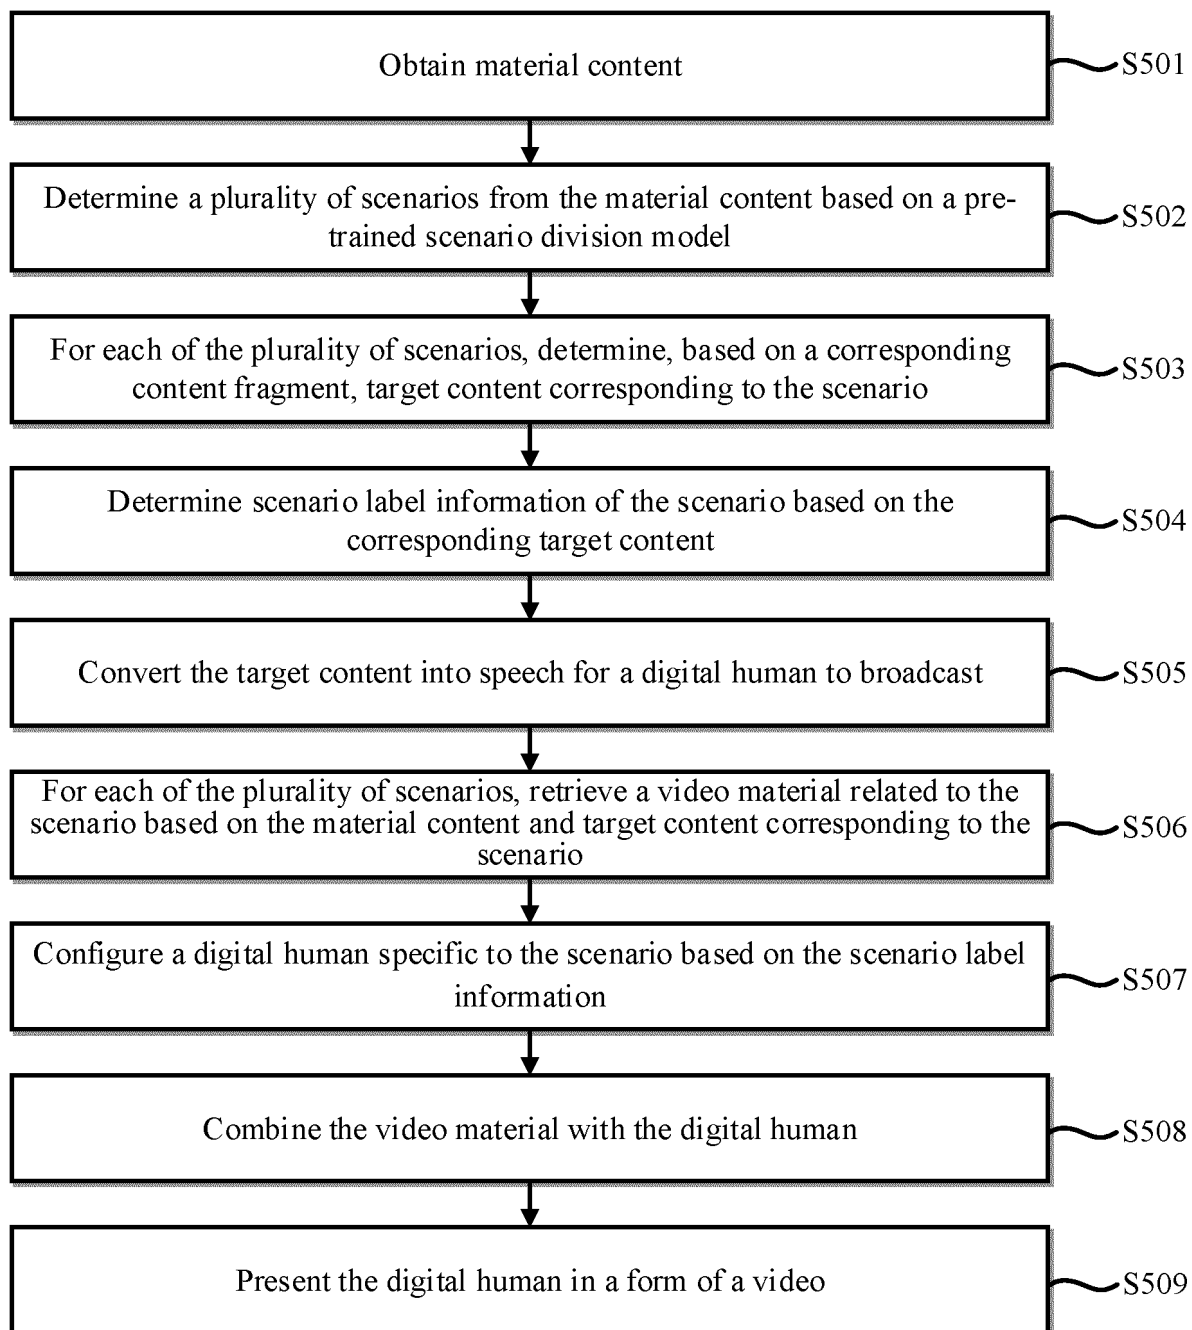 Obtain material content
S501
Determine a plurality of scenarios from the material content based on a pre-
trained scenario division model
S502
For each of the plurality of scenarios, determine, based on a corresponding
content fragment, target content corresponding to the scenario
S503
Determine scenario label information of the scenario based on the
corresponding target content
S504
Convert the target content into speech for a digital human to broadcast
S505
For each of the plurality of scenarios, retrieve a video material related to the
scenario based on the material content and target content corresponding to the
scenario
S506
Configure a digital human specific to the scenario based on the scenario label
information
S507
Combine the video material with the digital human
S508
Present the digital human in a form of a video
S509